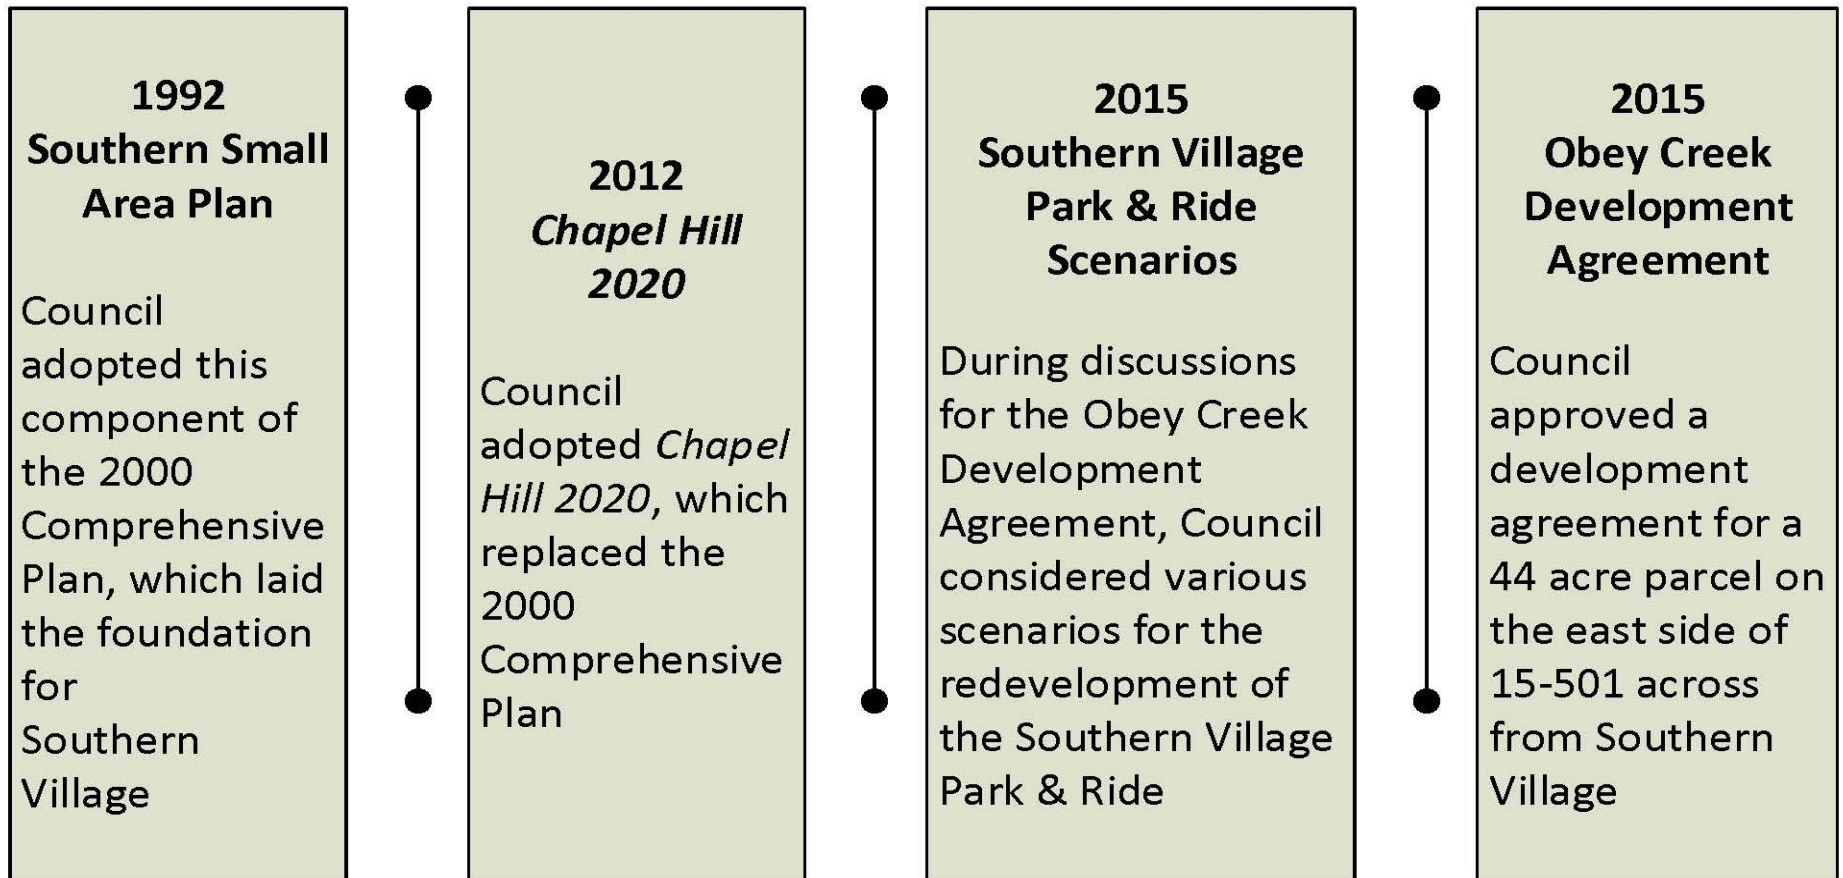 1992
Southern Small
Area Plan
Council
adopted this
component of
the 2000
Comprehensive
Plan, which laid
the foundation
for
Southern
Village
2012
Chapel Hill
2020
Council
adopted Chapel
Hill 2020, which
replaced the
2000
Comprehensive
Plan
2015
Southern Village
Park & Ride
Scenarios
During discussions
for the Obey Creek
Development
Agreement, Council
considered various
scenarios for the
redevelopment of
the Southern Village
Park & Ride
2015
Obey Creek
Development
Agreement
Council
approved a
development
agreement for a
44 acre parcel on
the east side of
15-501 across
from Southern
Village